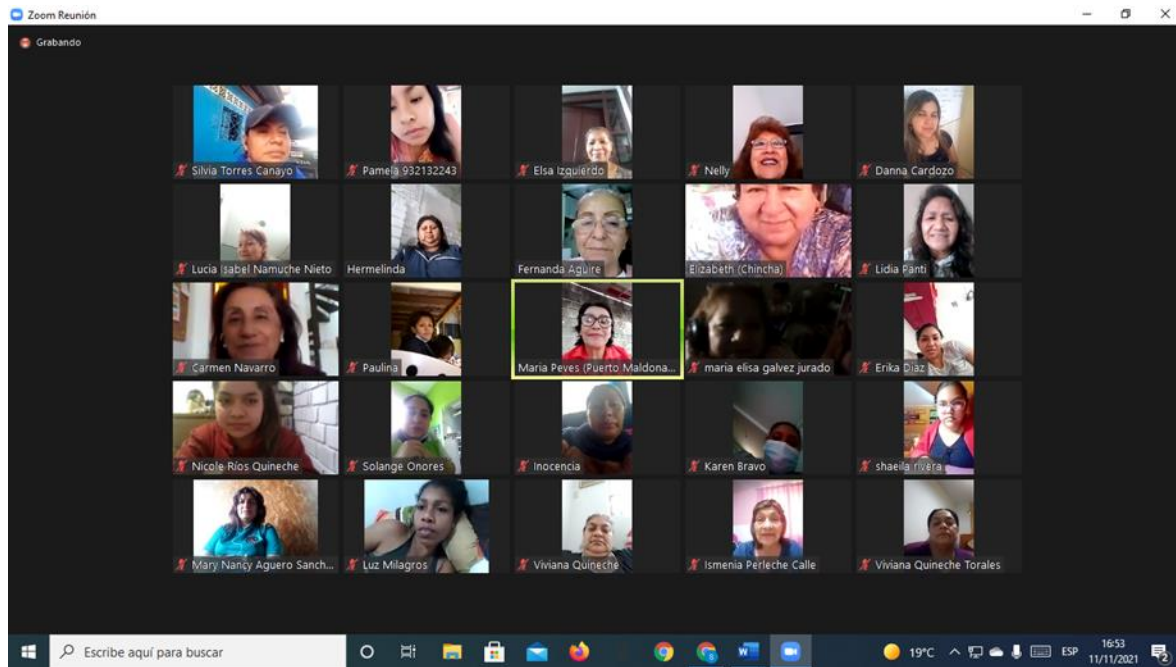 Zoom Reunión
Grabando
Silvia Torres Canayo
Pamela 932132243
Elsa Izquierdo
Nelly
Danna Cardozo
Lucia Isabel Namuche Nieto
Hermelinda
Fernanda Aguire
Elizabeth (Chincha)
Lidia Panti
Carmen Navarro
Paulina
Maria Peves (Puerto Maldona...
maria elisa galvez jurado
Erika Diaz
Nicole Ríos Quineche
Solange Onores
Inocencia
Karen Bravo
shaeila rivera
Mary Nancy Aguero Sanch...
Luz Milagros
Viviana Quineche
Ismenia Perleche Calle
Viviana Quineche Torales
Escribe aquí para buscar
19°C
ESP
16:53
11/11/2021